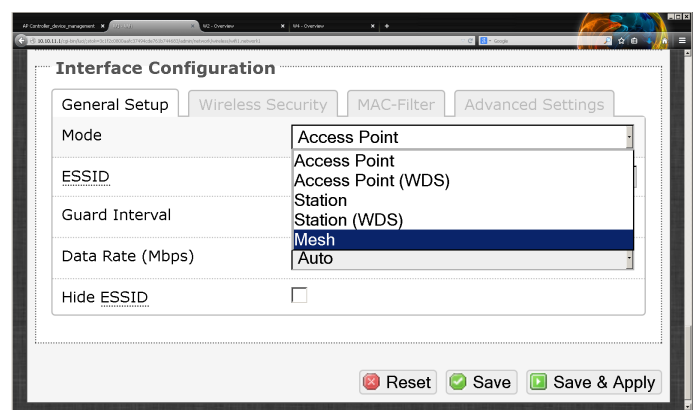 AP Controller_device_management
W2 - Overview
W4 - Overview
Google
Interface Configuration
General Setup
Wireless Security
MAC-Filter
Advanced Settings
Mode
Access Point
Access Point
Access Point (WDS)
Station
Station (WDS)
Mesh
ESSID
Guard Interval
Data Rate (Mbps)
Auto
Hide ESSID
Reset
Save
Save & Apply